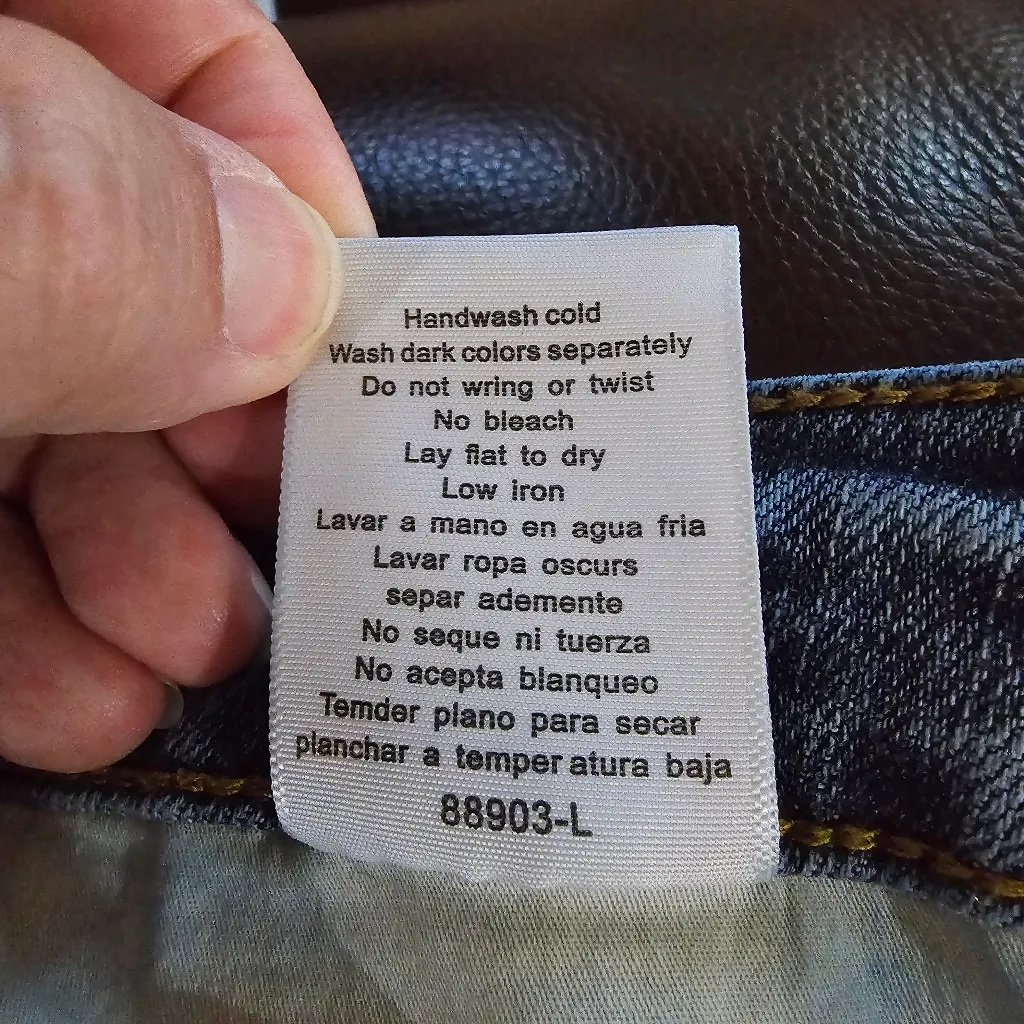 Handwash cold
Wash dark colors separately
Do not wring or twist
No bleach
Lay flat to dry
Low iron
Lavar a mano en agua fria
Lavar ropa oscurs
separ ademente
No seque ni tuerza
No acepta blanqueo
Temder plano para secar
planchar a temper atura baja
88903-L